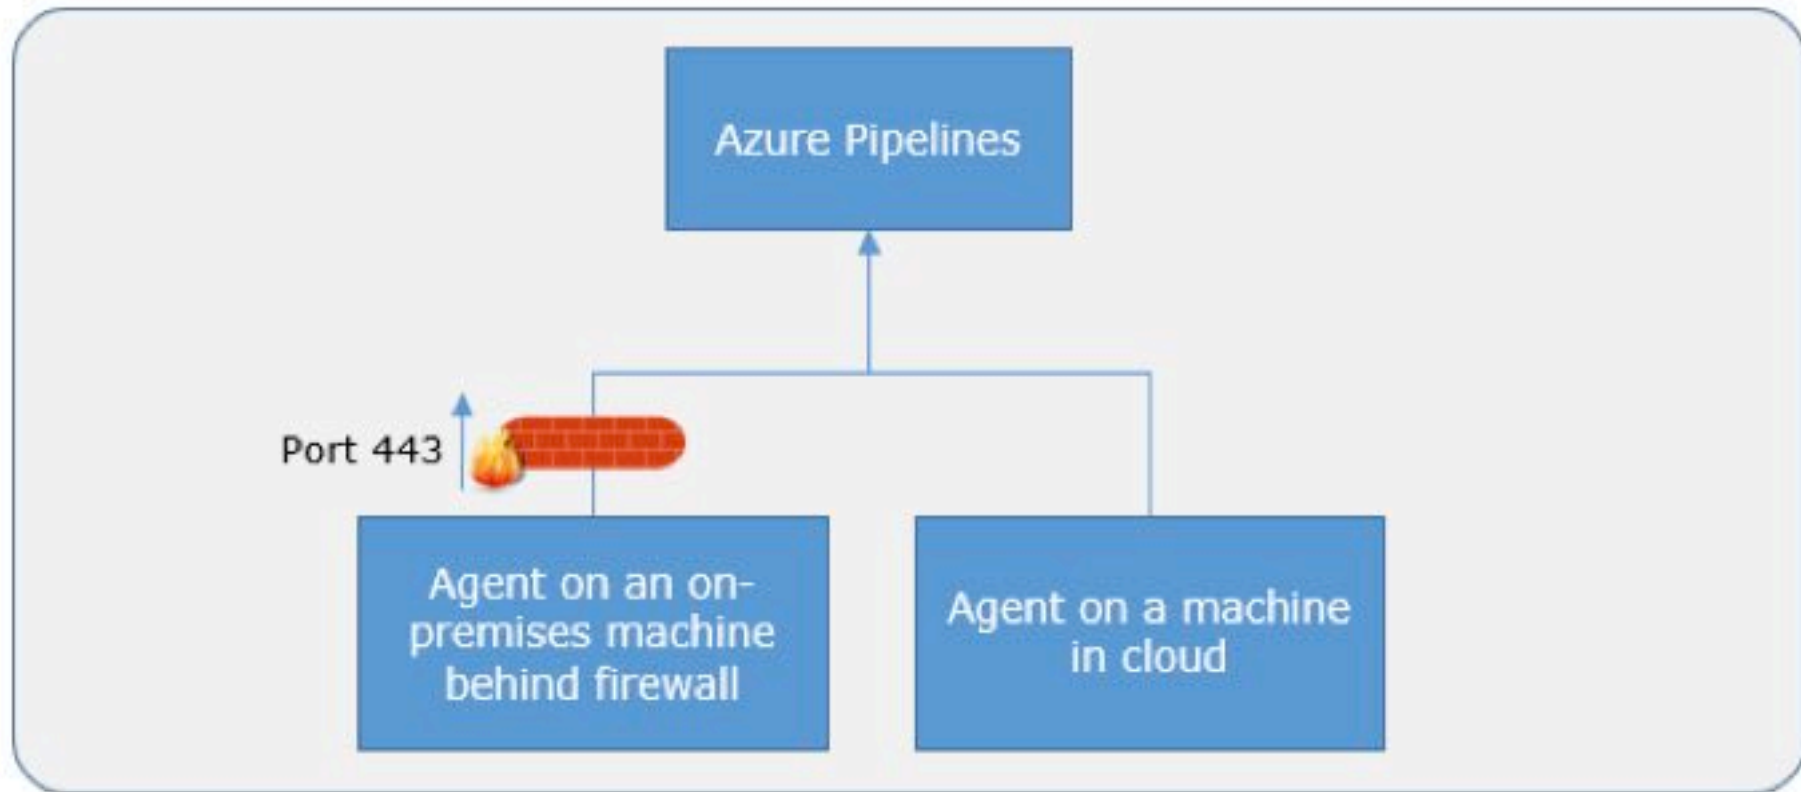 Azure Pipelines
Port 443
Agent on an on-
premises machine
behind firewall
Agent on a machine
in cloud